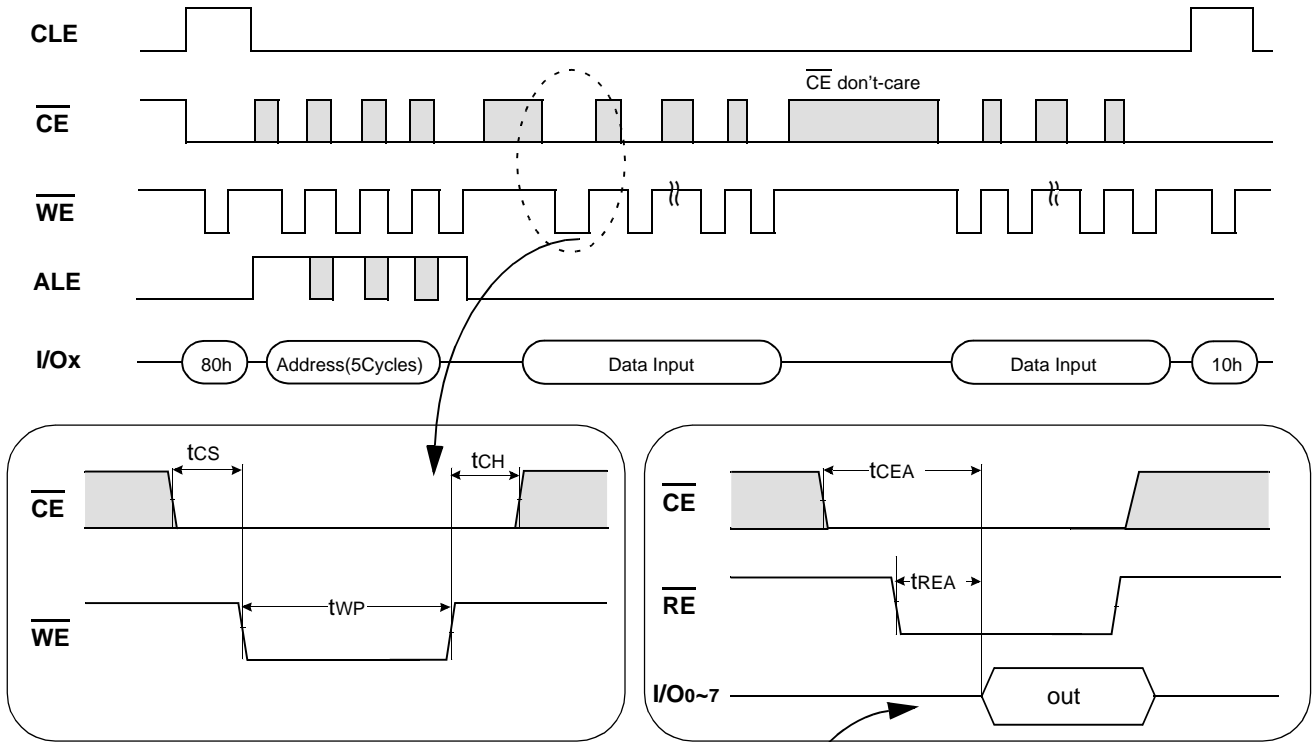 CLE
CE don't-care
CE
WE
ALE
I/Ox 80h Address(5Cycles) Data Input Data Input 10h
tCS tCH
CE
tWP
WE
tCEA
CE
tREA
RE
I/O0~7 out